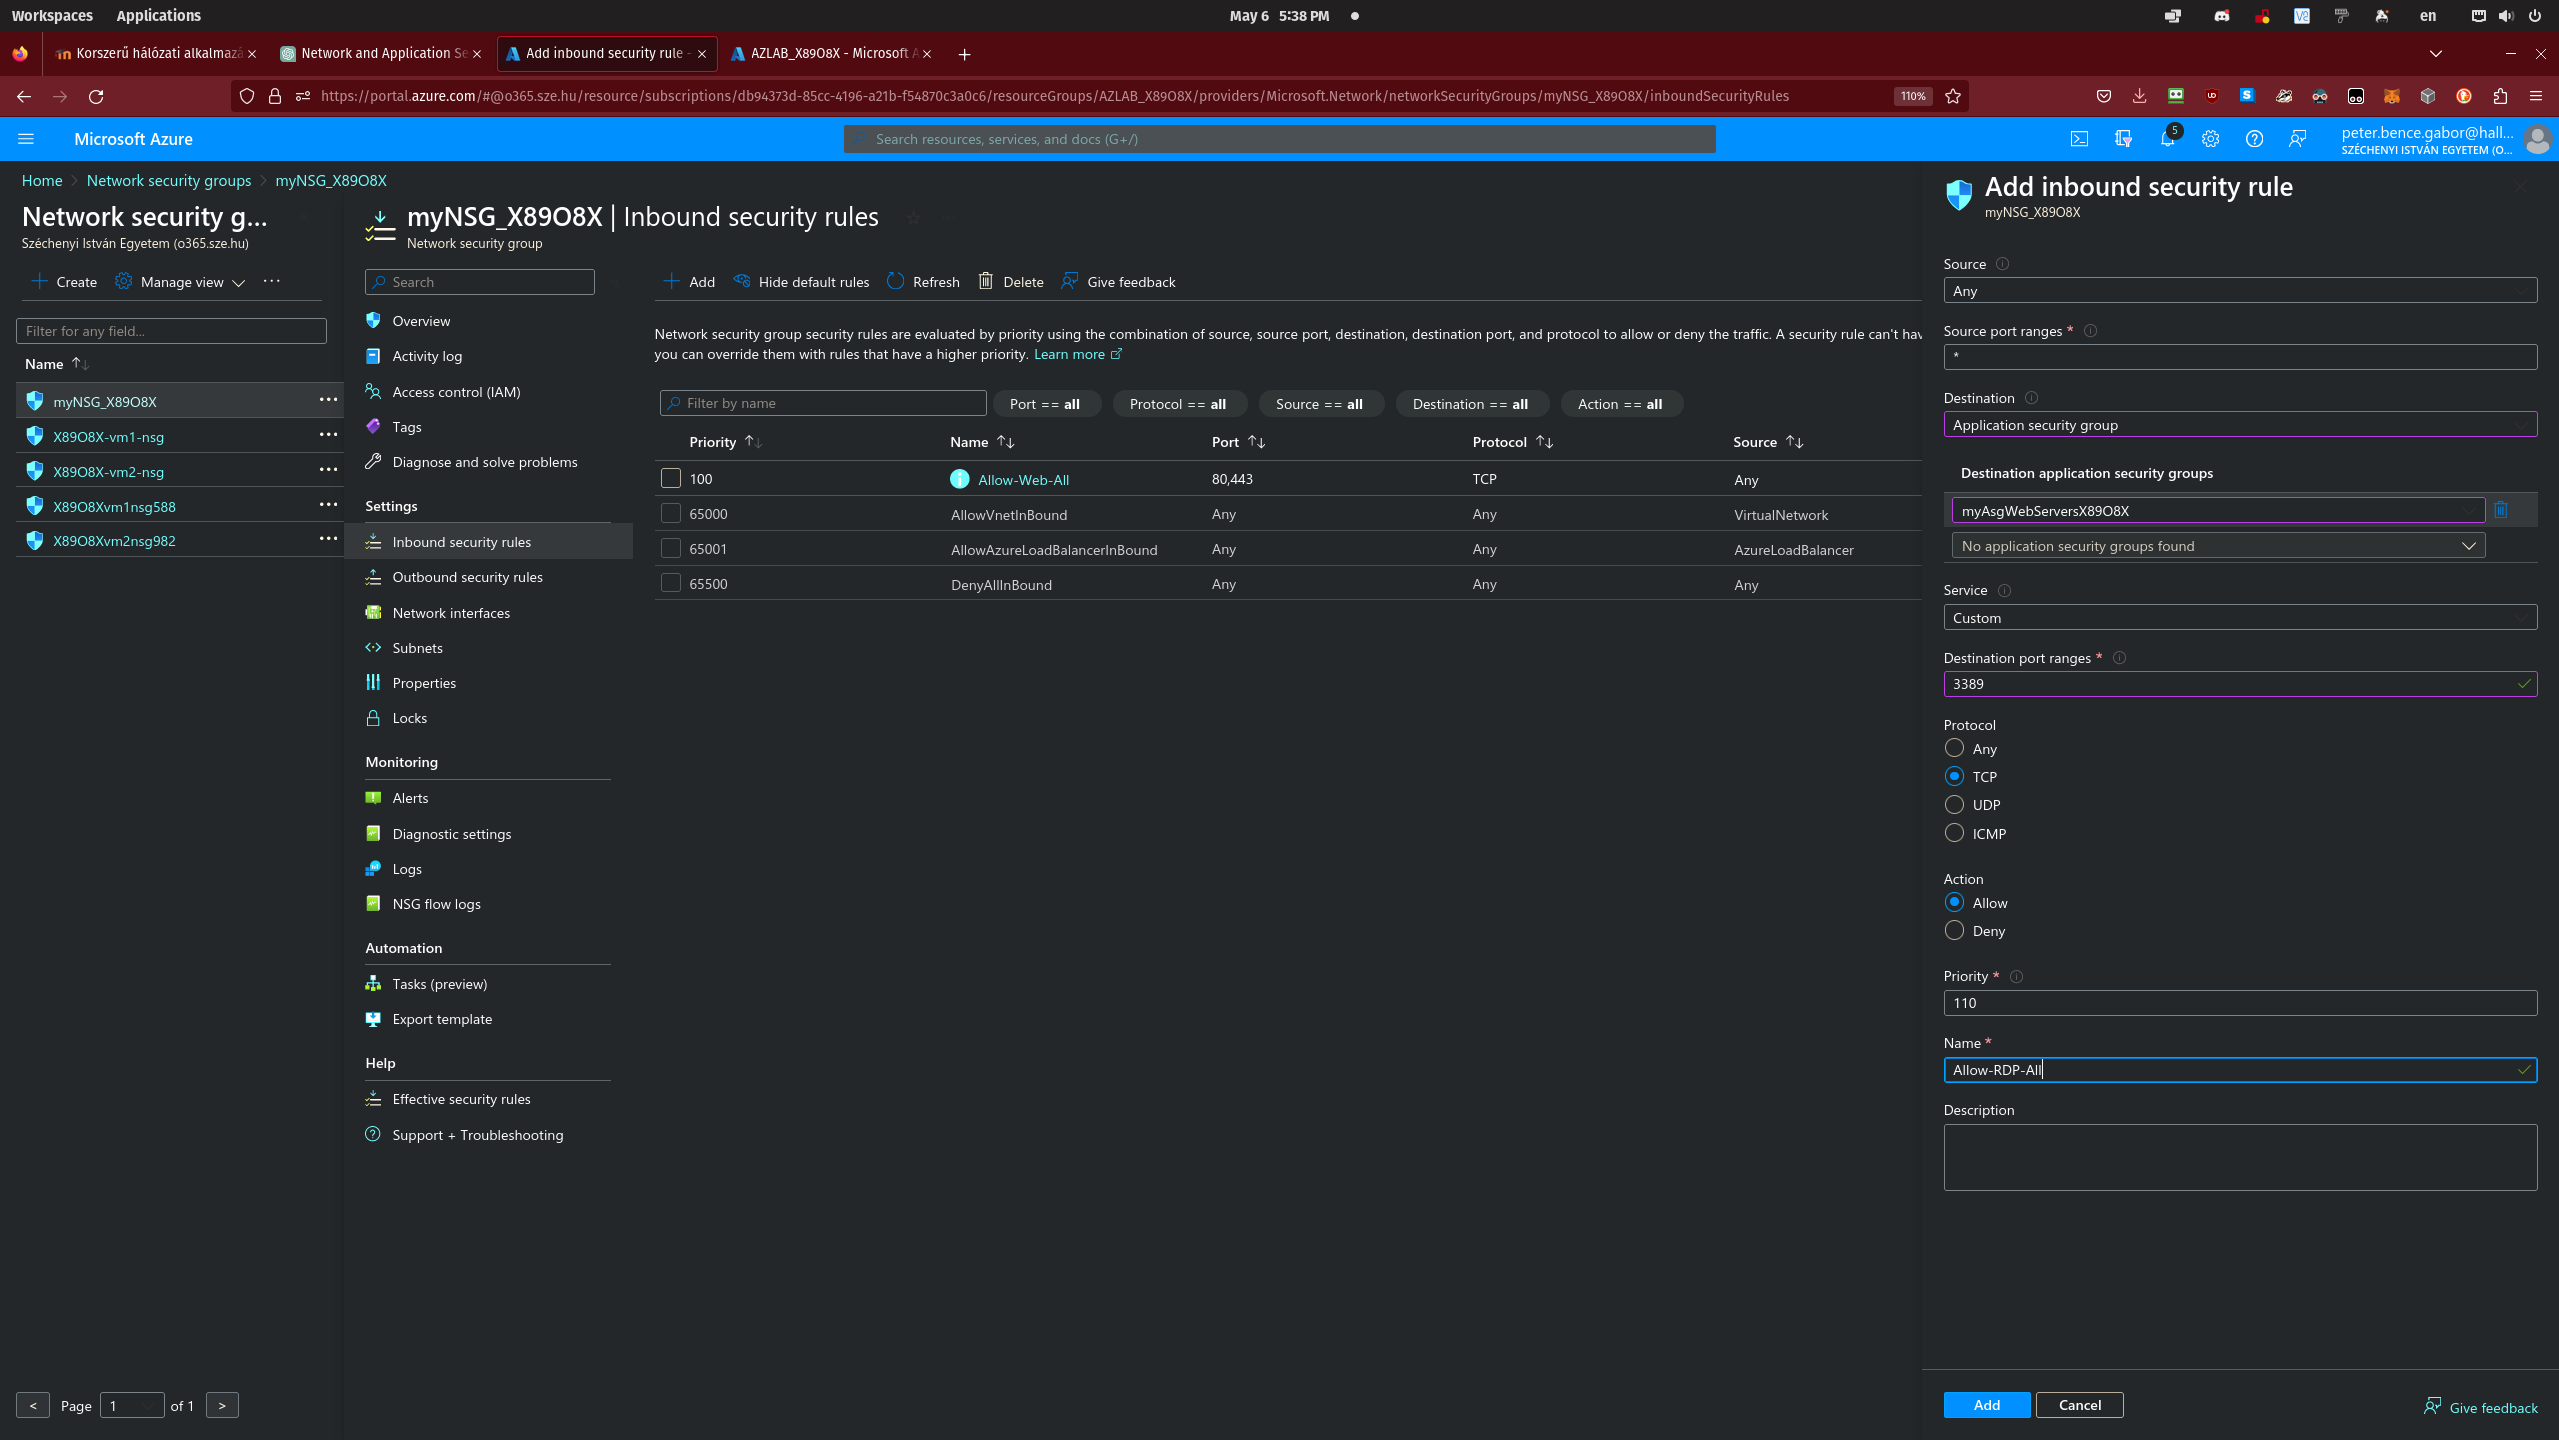 Workspaces Applications May 6 5:38 PM en
Korszerű hálózati alkalmazá Network and Application Se Add inbound security rule - AZLAB_X89O8X - Microsoft A
https://portal.azure.com/#@o365.sze.hu/resource/subscriptions/db94373d-85cc-4196-a21b-f54870c3a0c6/resourceGroups/AZLAB_X89O8X/providers/Microsoft.Network/networkSecurityGroups/myNSG_X89O8X/inboundSecurityRules 110%
Microsoft Azure Search resources, services, and docs (G+/) 5 peter.bence.gabor@hall...
SZÉCHENYI ISTVÁN EGYETEM (O...
Home > Network security groups > myNSG_X89O8X
Network security g...
Széchenyi István Egyetem (o365.sze.hu)
Create Manage view ...
Filter for any field...
Name
myNSG_X89O8X
X89O8X-vm1-nsg
X89O8X-vm2-nsg
X89O8Xvm1nsg588
X89O8Xvm2nsg982
< Page 1 of 1 >
myNSG_X89O8X | Inbound security rules
Network security group
Search
Overview
Activity log
Access control (IAM)
Tags
Diagnose and solve problems
Settings
Inbound security rules
Outbound security rules
Network interfaces
Subnets
Properties
Locks
Monitoring
Alerts
Diagnostic settings
Logs
NSG flow logs
Automation
Tasks (preview)
Export template
Help
Effective security rules
Support + Troubleshooting
Add Hide default rules Refresh Delete Give feedback
Network security group security rules are evaluated by priority using the combination of source, source port, destination, destination port, and protocol to allow or deny the traffic. A security rule can't hav
you can override them with rules that have a higher priority. Learn more
Filter by name Port == all Protocol == all Source == all Destination == all Action == all
Priority Name Port Protocol Source
100 Allow-Web-All 80,443 TCP Any
65000 AllowVnetInBound Any Any VirtualNetwork
65001 AllowAzureLoadBalancerInBound Any Any AzureLoadBalancer
65500 DenyAllInBound Any Any Any
Add inbound security rule
myNSG_X89O8X
Source
Any
Source port ranges *
*
Destination
Application security group
Destination application security groups
myAsgWebServersX89O8X
No application security groups found
Service
Custom
Destination port ranges *
3389
Protocol
Any
TCP
UDP
ICMP
Action
Allow
Deny
Priority *
110
Name *
Allow-RDP-All
Description
Add Cancel Give feedback